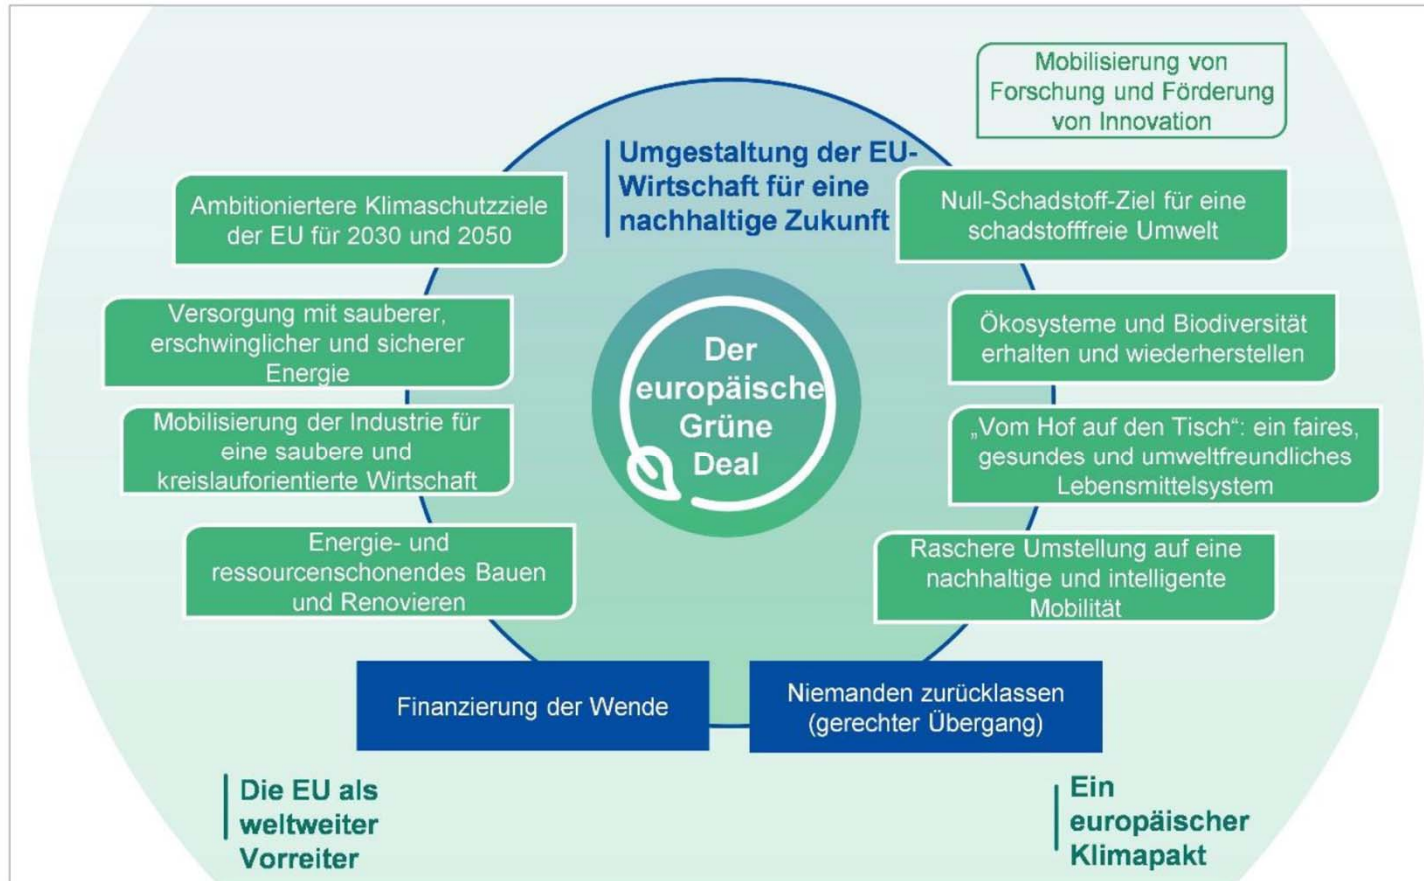 Mobilisierung von
Forschung und Förderung
von Innovation
Umgestaltung der EU-
Wirtschaft für eine
nachhaltige Zukunft
Ambitioniertere Klimaschutzziele
der EU für 2030 und 2050
Null-Schadstoff-Ziel für eine
schadstofffreie Umwelt
Versorgung mit sauberer,
erschwinglicher und sicherer
Energie
Ökosysteme und Biodiversität
erhalten und wiederherstellen
Der
europäische
Grüne
Deal
Mobilisierung der Industrie für
eine saubere und
kreislauforientierte Wirtschaft
„Vom Hof auf den Tisch“: ein faires,
gesundes und umweltfreundliches
Lebensmittelsystem
Energie- und
ressourcenschonendes Bauen
und Renovieren
Raschere Umstellung auf eine
nachhaltige und intelligente
Mobilität
Finanzierung der Wende
Niemanden zurücklassen
(gerechter Übergang)
Die EU als
weltweiter
Vorreiter
Ein
europäischer
Klimapakt